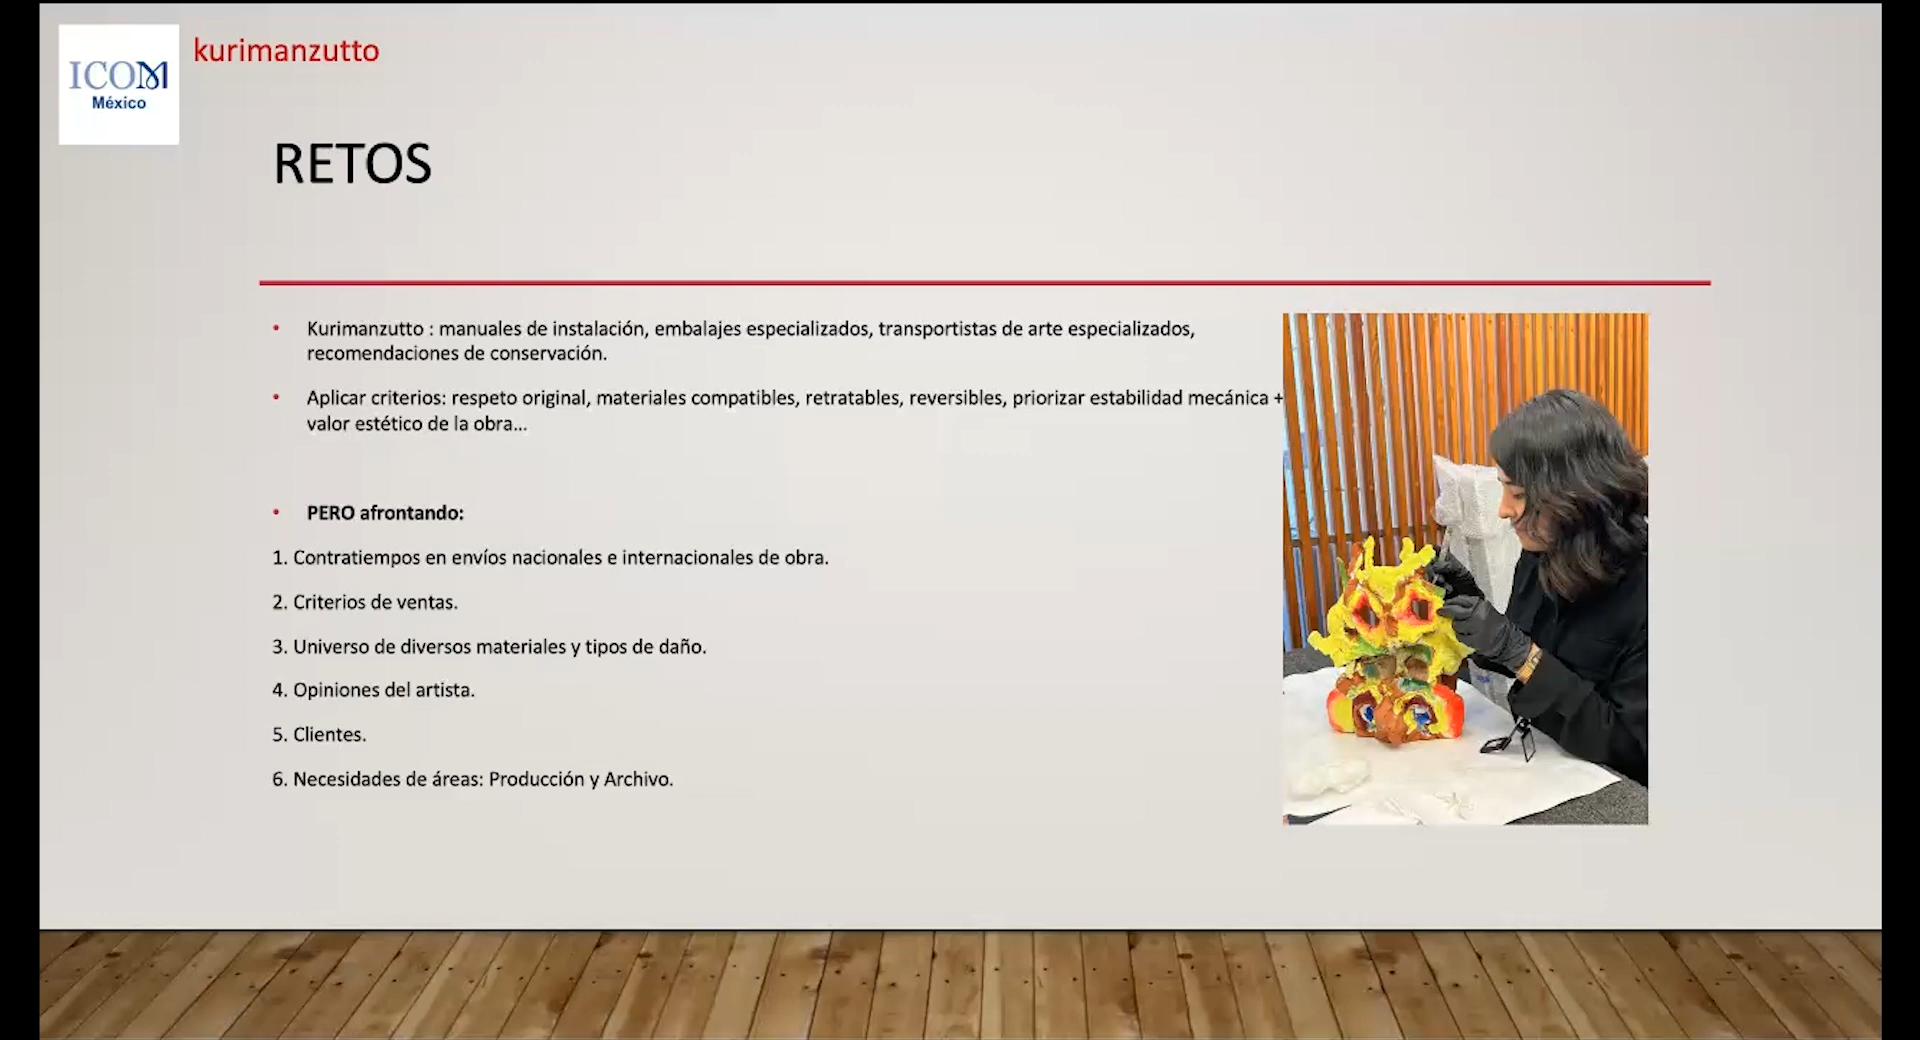 ICOM
México
kurimanzutto
RETOS
• Kurimanzutto : manuales de instalación, embalajes especializados, transportistas de arte especializados,
recomendaciones de conservación.
• Aplicar criterios: respeto original, materiales compatibles, retratables, reversibles, priorizar estabilidad mecánica +
valor estético de la obra...
• PERO afrontando:
1. Contratiempos en envíos nacionales e internacionales de obra.
2. Criterios de ventas.
3. Universo de diversos materiales y tipos de daño.
4. Opiniones del artista.
5. Clientes.
6. Necesidades de áreas: Producción y Archivo.